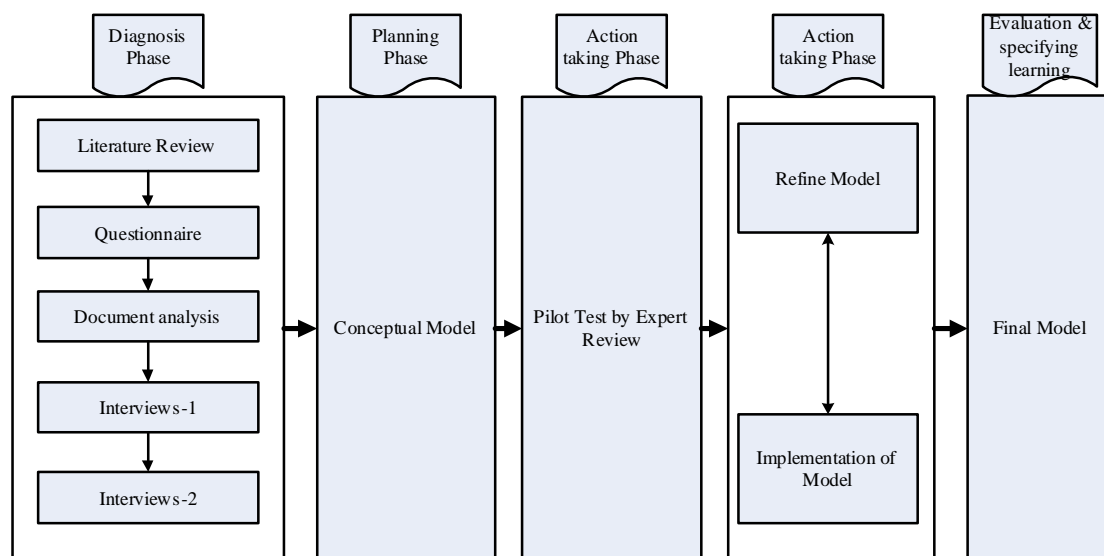 Diagnosis
Phase
Planning
Phase
Action
taking Phase
Action
taking Phase
Evaluation &
specifying
learning
Literature Review
Questionnaire
Document analysis
Interviews-1
Interviews-2
Conceptual Model
Pilot Test by Expert
Review
Refine Model
Implementation of
Model
Final Model